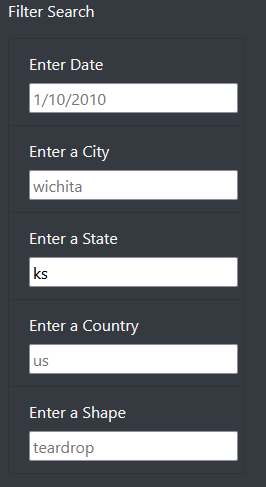 Filter Search
Enter Date
1/10/2010
Enter a City
wichita
Enter a State
ks
Enter a Country
us
Enter a Shape
teardrop